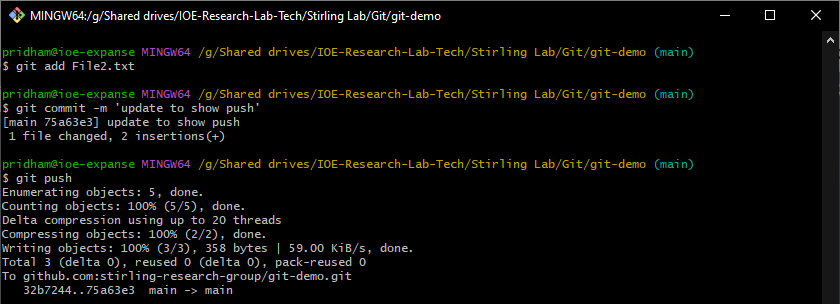 MINGW64:/g/Shared drives/IOE-Research-Lab-Tech/Stirling Lab/Git/git-demo
pridham@ioe-expanse MINGW64 /g/Shared drives/IOE-Research-Lab-Tech/Stirling Lab/Git/git-demo (main)
$ git add File2.txt
pridham@ioe-expanse MINGW64 /g/Shared drives/IOE-Research-Lab-Tech/Stirling Lab/Git/git-demo (main)
$ git commit -m 'update to show push'
[main 75a63e3] update to show push
 1 file changed, 2 insertions(+)
pridham@ioe-expanse MINGW64 /g/Shared drives/IOE-Research-Lab-Tech/Stirling Lab/Git/git-demo (main)
$ git push
Enumerating objects: 5, done.
Counting objects: 100% (5/5), done.
Delta compression using up to 20 threads
Compressing objects: 100% (2/2), done.
Writing objects: 100% (3/3), 358 bytes | 59.00 KiB/s, done.
Total 3 (delta 0), reused 0 (delta 0), pack-reused 0
To github.com:stirling-research-group/git-demo.git
   32b7244..75a63e3  main -> main